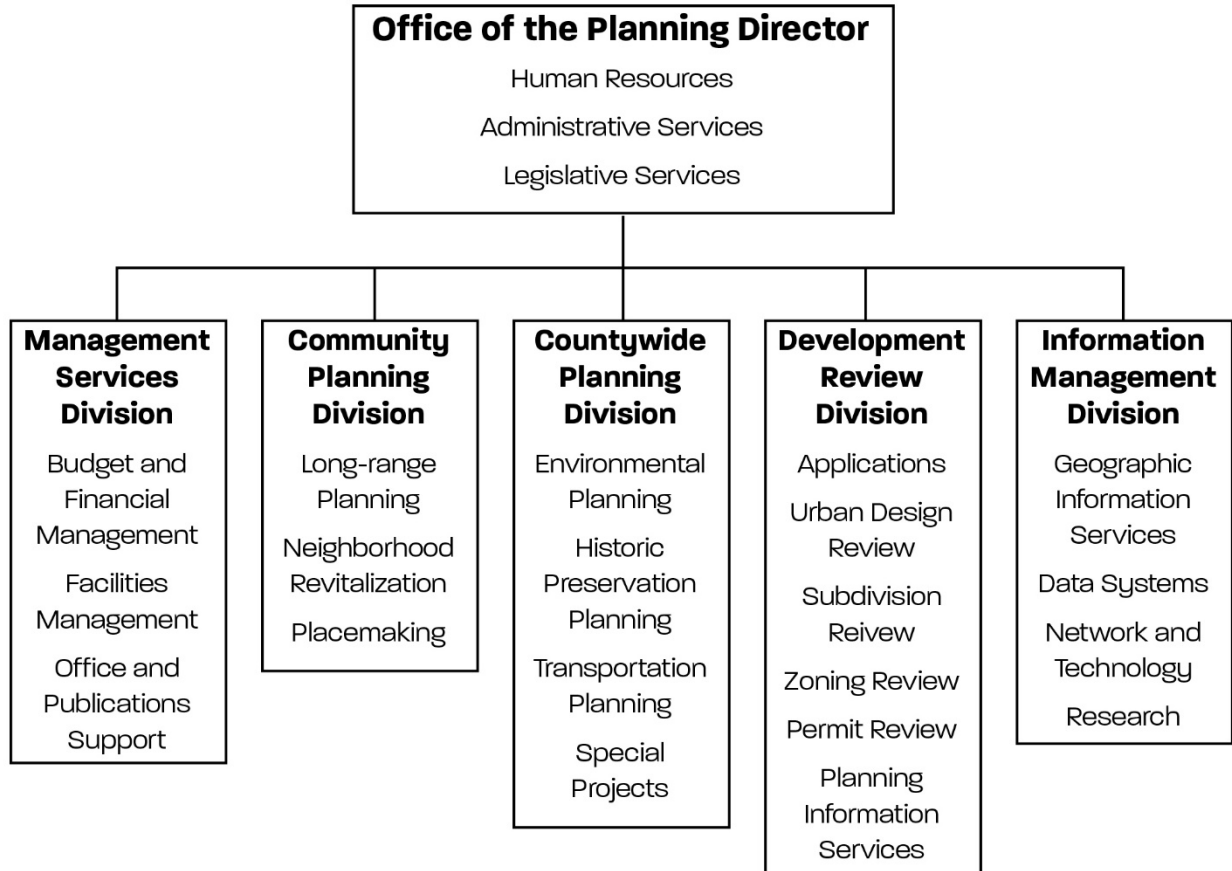 Office of the Planning Director
Human Resources
Administrative Services
Legislative Services
Management
Services
Division
Budget and
Financial
Management
Facilities
Management
Office and
Publications
Support
Community
Planning
Division
Long-range
Planning
Neighborhood
Revitalization
Placemaking
Countywide
Planning
Division
Environmental
Planning
Historic
Preservation
Planning
Transportation
Planning
Special
Projects
Development
Review
Division
Applications
Urban Design
Review
Subdivision
Reivew
Zoning Review
Permit Review
Planning
Information
Services
Information
Management
Division
Geographic
Information
Services
Data Systems
Network and
Technology
Research